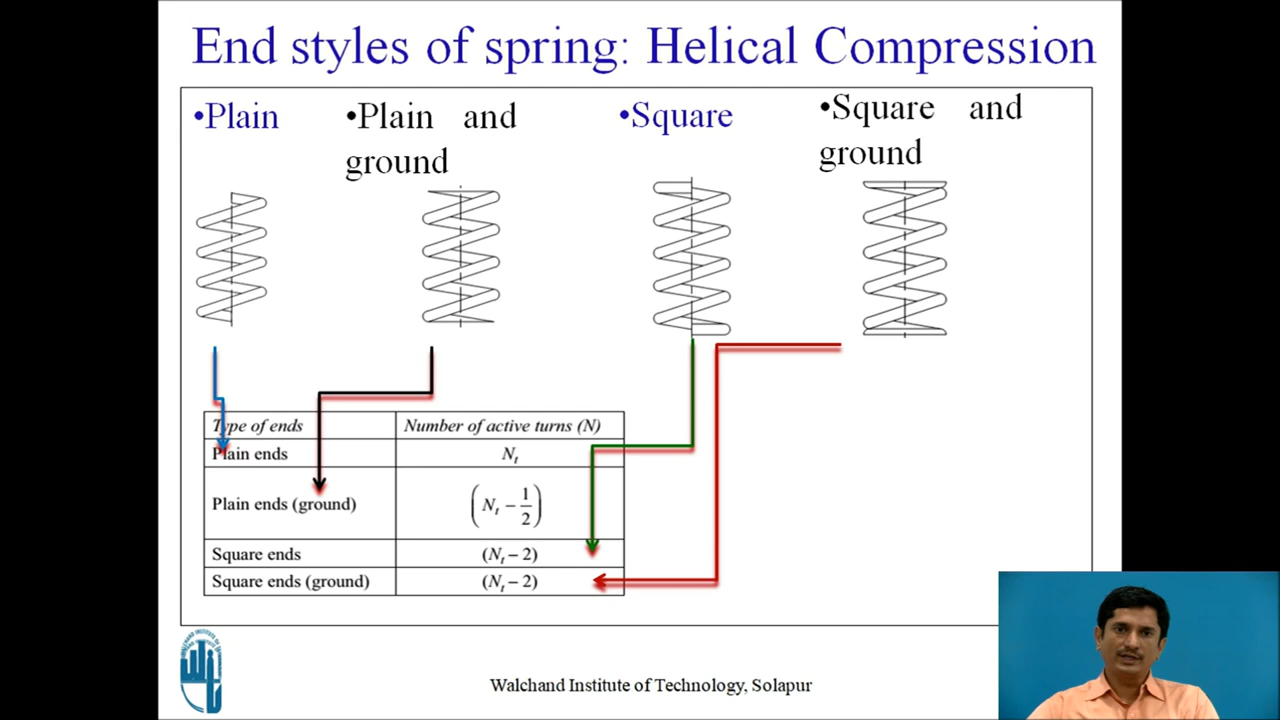 End styles of spring: Helical Compression
•Plain
•Plain and
ground
•Square
•Square and
ground
Type of ends Number of active turns (N)
Plain ends Nₜ
Plain ends (ground) (Nₜ − 1/2)
Square ends (Nₜ − 2)
Square ends (ground) (Nₜ − 2)
Walchand Institute of Technology, Solapur